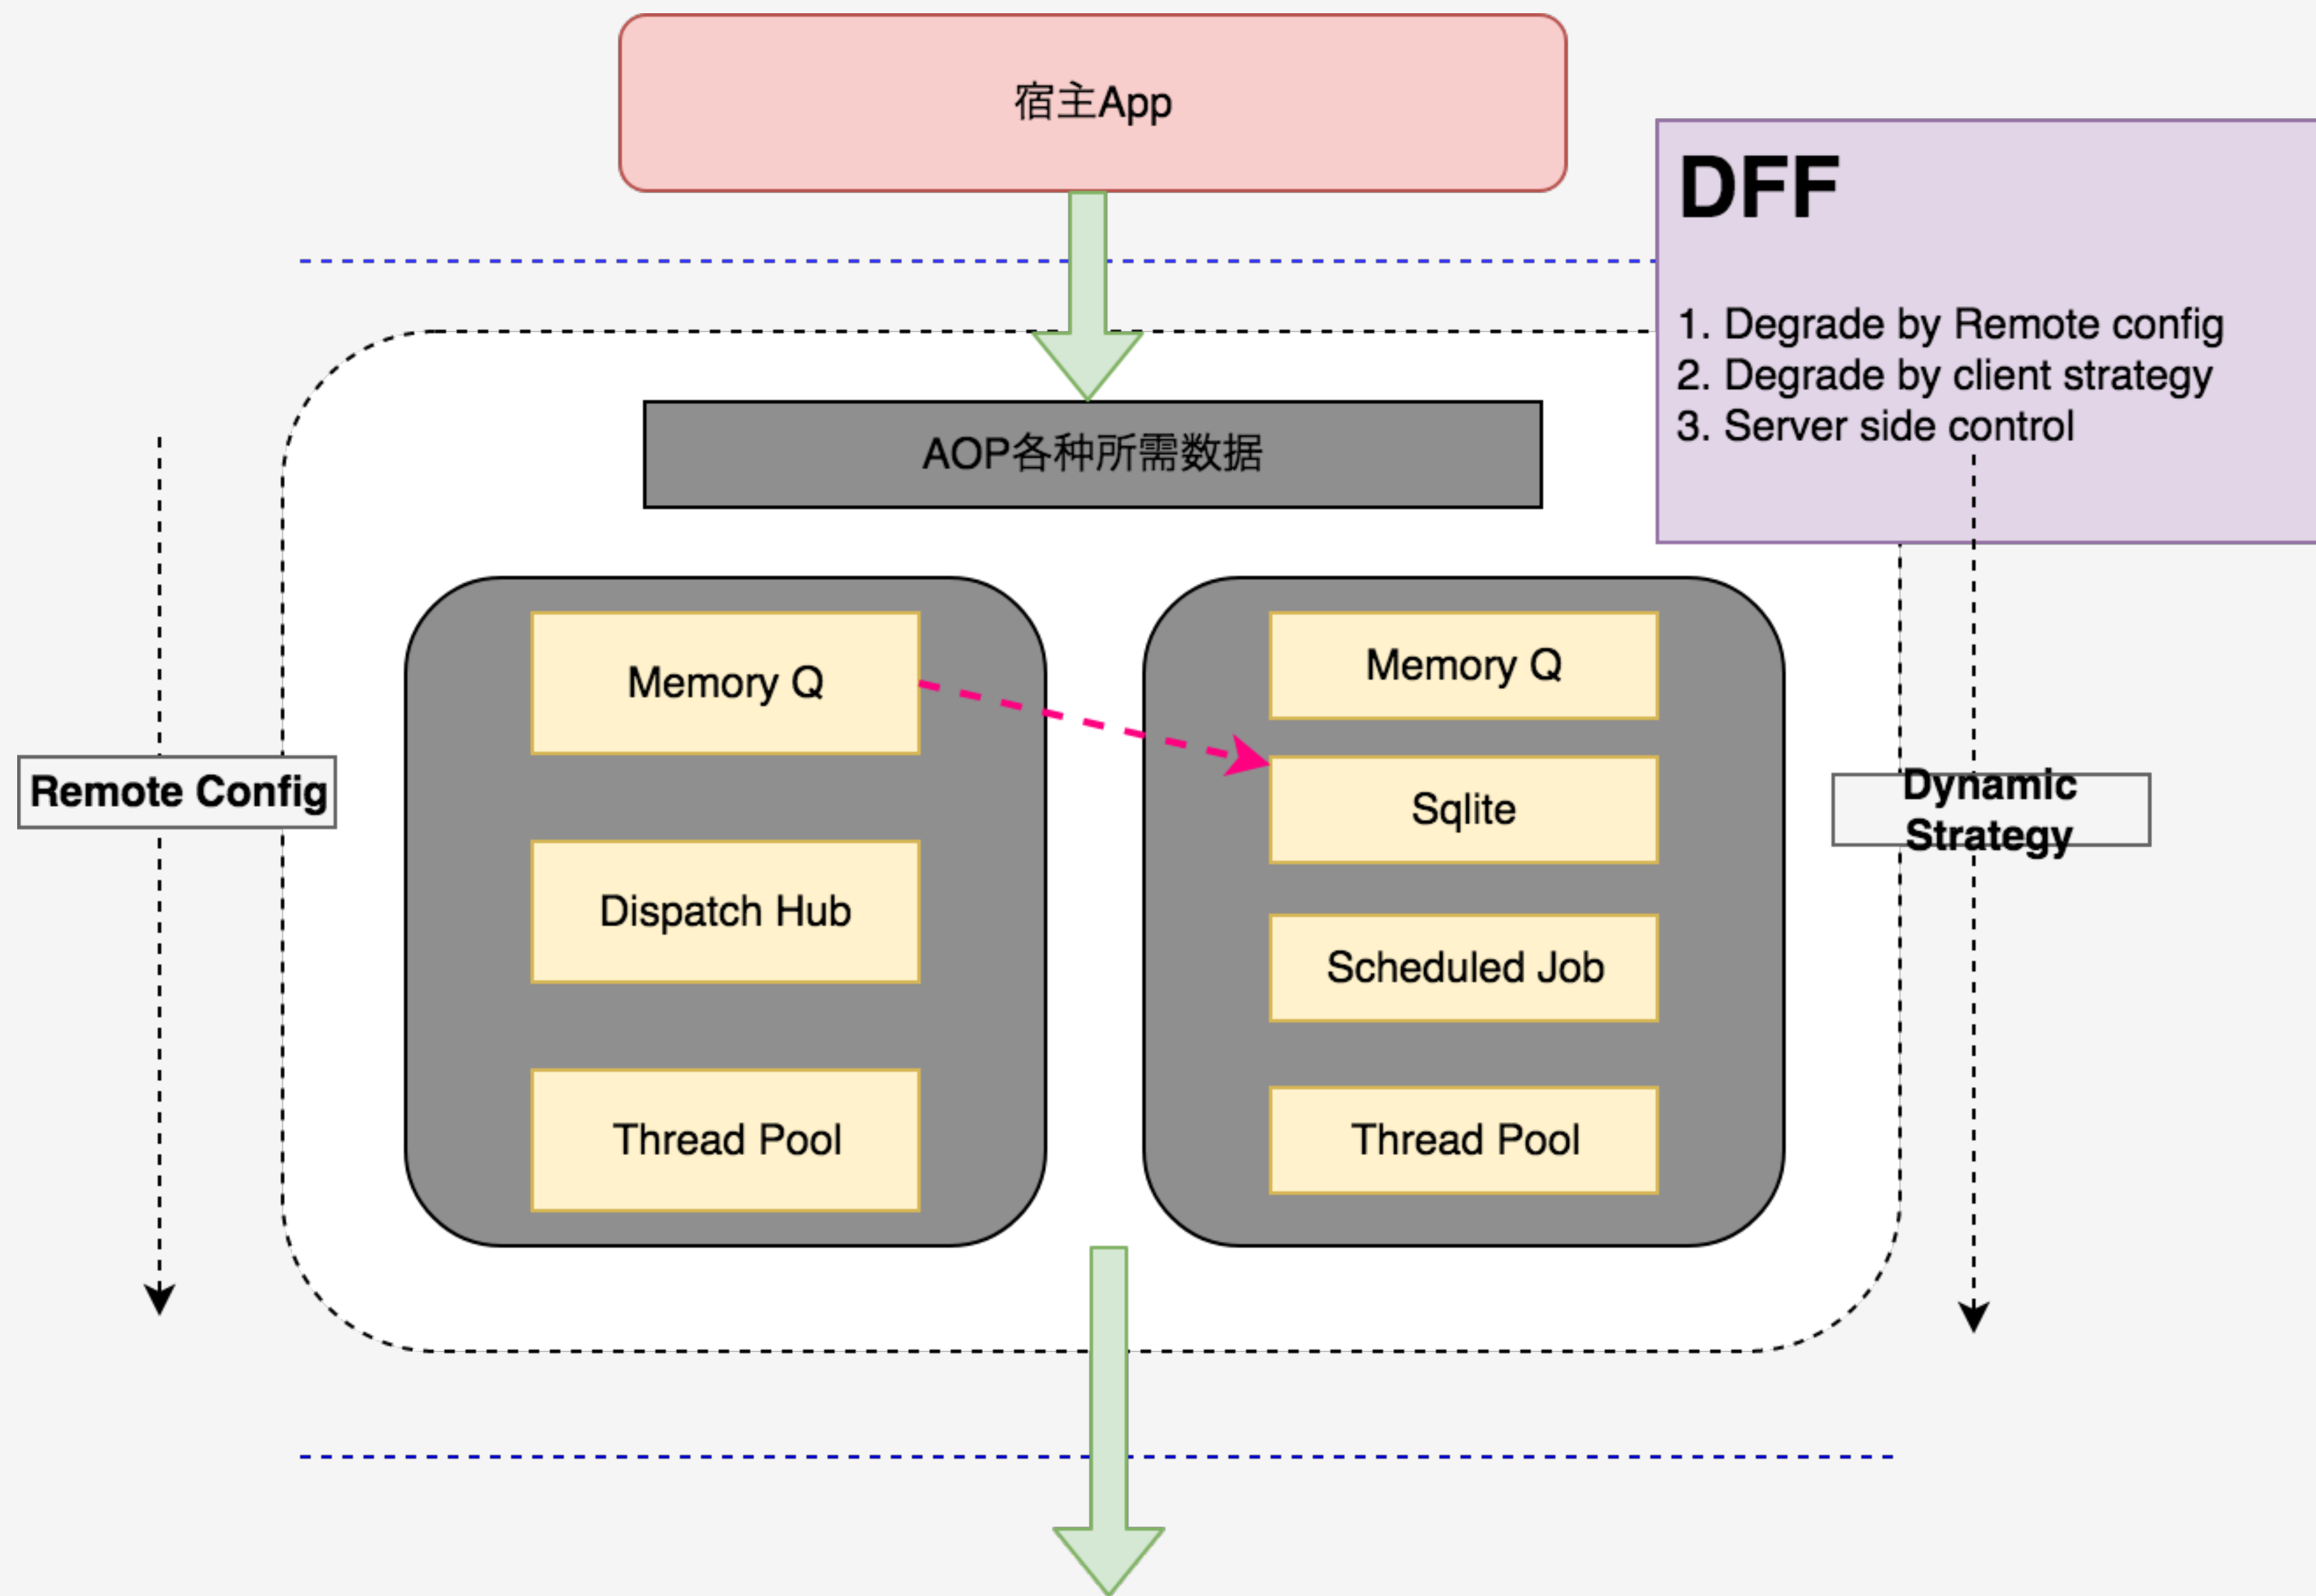 宿主App
DFF
1. Degrade by Remote config
2. Degrade by client strategy
3. Server side control
AOP各种所需数据
Memory Q
Dispatch Hub
Thread Pool
Memory Q
Sqlite
Scheduled Job
Thread Pool
Remote Config
Dynamic
Strategy